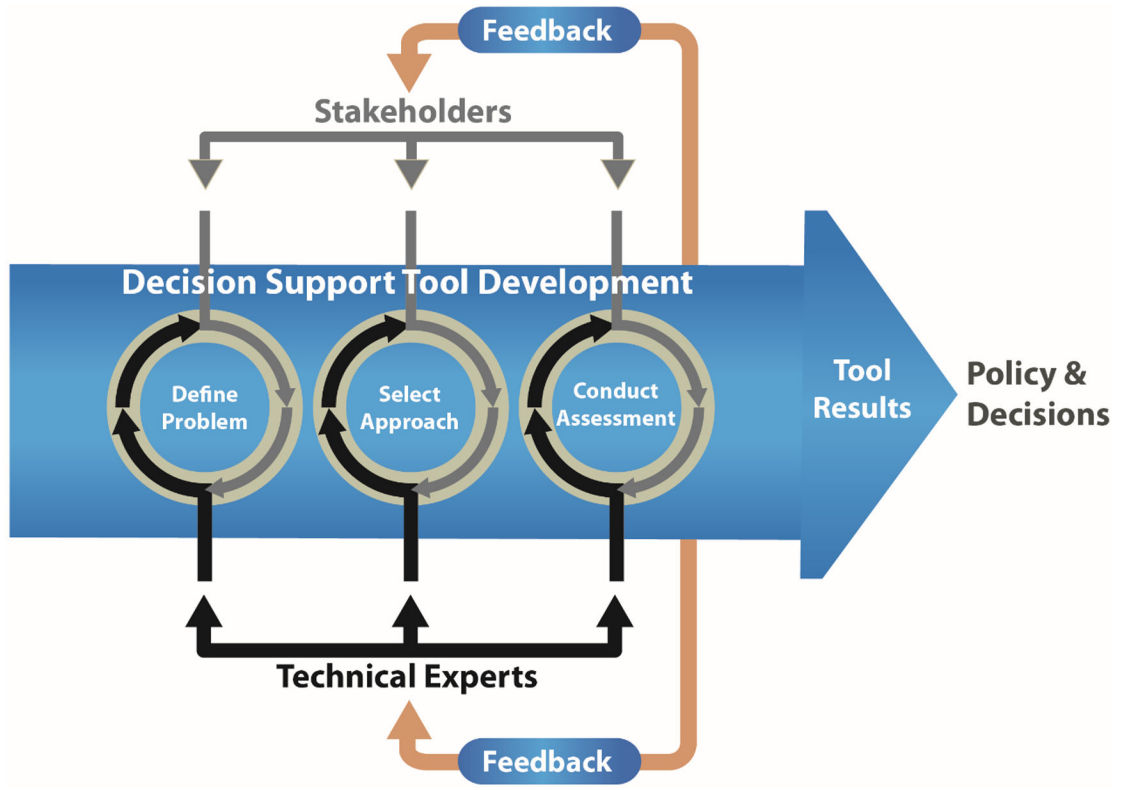 Feedback
Stakeholders
Decision Support Tool Development
Define
Problem
Select
Approach
Conduct
Assessment
Tool
Results
Policy &
Decisions
Technical Experts
Feedback